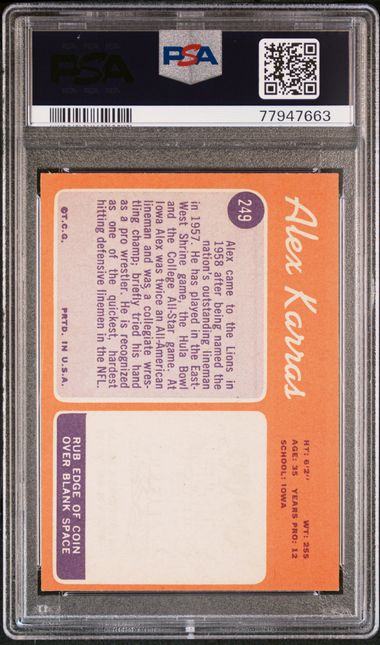 PSA
PSA
77947663
Alex Karras
HT: 6'2" WT: 255
AGE: 35 YEARS PRO: 12
SCHOOL: IOWA
249
Alex came to the Lions in
1958 after being named the
nation's outstanding lineman
in 1957. He has played in the East-
West Shrine game, the Hula Bowl
and the College All-Star game. At
Iowa Alex was twice an All-American
lineman and was a collegiate wres-
tling champ; briefly tried his hand
as a pro wrestler. He is recognized
as one of the quickest, hardest
hitting defensive linemen in the NFL.
©T.C.G. PRTD. IN U.S.A.
RUB EDGE OF COIN
OVER BLANK SPACE